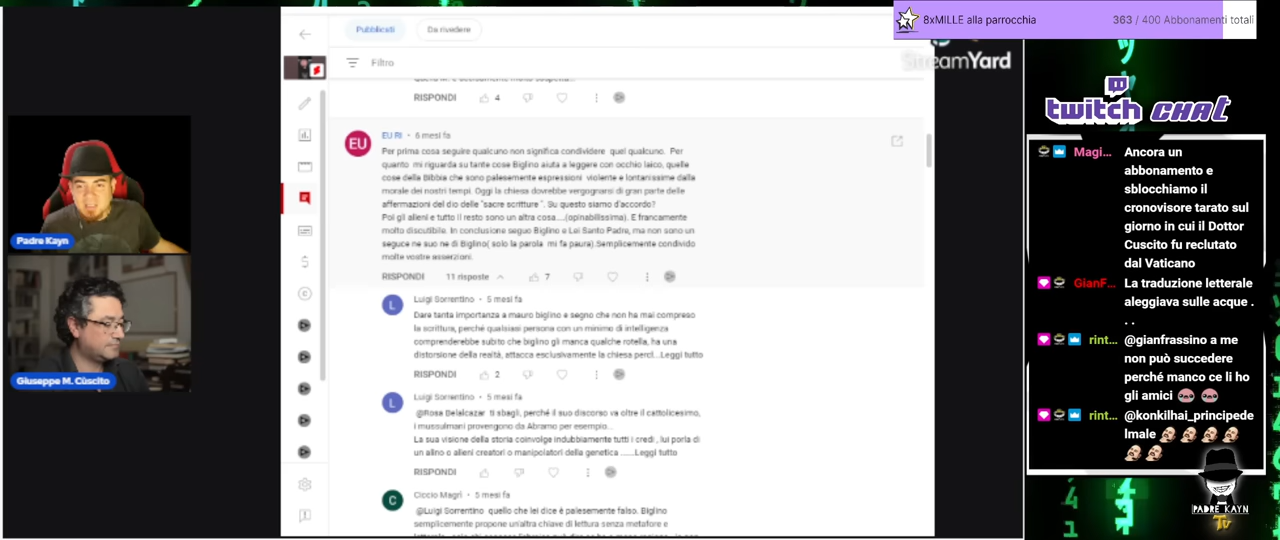 8xMILLE alla parrocchia
363 / 400 Abbonamenti totali
Pubblicati
Da rivedere
StreamYard
Filtro
RISPONDI 4
EU
EU RI • 6 mesi fa
Per prima cosa seguire qualcuno non significa condividere quel qualcuno. Per
quanto mi riguarda su tante cose Biglino aiuta a leggere con occhio laico, quelle
cose della Bibbia che sono palesemente espressioni violente e lontanissime dalla
morale dei nostri tempi. Oggi la chiesa dovrebbe vergognarsi di gran parte delle
affermazioni del dio delle "sacre scritture ". Su questo siamo d'accordo?
Poi gli alieni e tutto il resto sono un altra cosa....(opinabilissima). E francamente
molto discutibile. In conclusione seguo Biglino e Lei Santo Padre, ma non sono un
seguce ne suo ne di Biglino( solo la parola mi fa paura).Semplicemente condivido
molte vostre asserzioni.
RISPONDI 11 risposte 7
L
Luigi Sorrentino • 5 mesi fa
Dare tanta importanza a mauro biglino e segno che non ha mai compreso
la scrittura, perché qualsiasi persona con un minimo di intelligenza
comprenderebbe subito che biglino gli manca qualche rotella, ha una
distorsione della realtà, attacca esclusivamente la chiesa percl...Leggi tutto
RISPONDI 2
L
Luigi Sorrentino • 5 mesi fa
@Rosa Belalcazar ti sbagli, perché il suo discorso va oltre il cattolicesimo,
i mussulmani provengono da Abramo per esempio...
La sua visione della storia coinvolge indubbiamente tutti i credi, lui porla di
un alino o alieni creatori o manipolatori della genetica ......Leggi tutto
RISPONDI
C
Ciccio Magrì • 5 mesi fa
@Luigi Sorrentino quello che lei dice è palesemente falso. Biglino
semplicemente propone un'altra chiave di lettura senza metafore e
Padre Kayn
Giuseppe M. Cùscito
twitch CHAT
Magi... Ancora un
abbonamento e
sblocchiamo il
cronovisore tarato sul
giorno in cui il Dottor
Cuscito fu reclutato
dal Vaticano
GianF... La traduzione letterale
aleggiava sulle acque .
. .
rint... @gianfrassino a me
non può succedere
perché manco ce li ho
gli amici
rint... @konkilhai_principede
lmale
PADRE KAYN
Tv